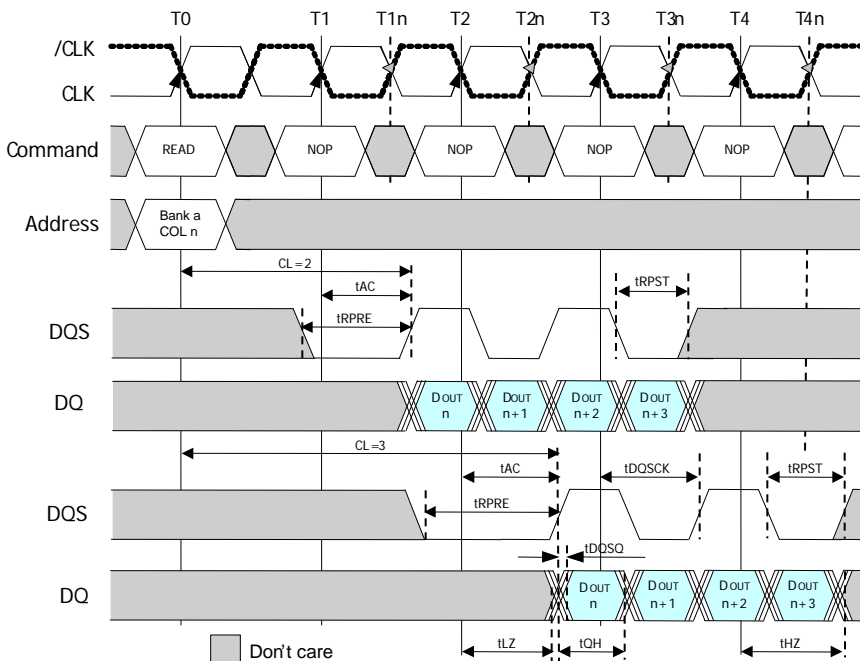 T0 T1 T1n T2 T2n T3 T3n T4 T4n
/CLK
CLK
Command READ NOP NOP NOP NOP
Address Bank a
COL n
CL=2
tAC
tRPST
tRPRE
DQS
DQ DOUT n DOUT n+1 DOUT n+2 DOUT n+3
CL=3
tAC tDQSCK tRPST
tRPRE
DQS
tDQSQ
DQ DOUT n DOUT n+1 DOUT n+2 DOUT n+3
tLZ tQH tHZ
Don't care